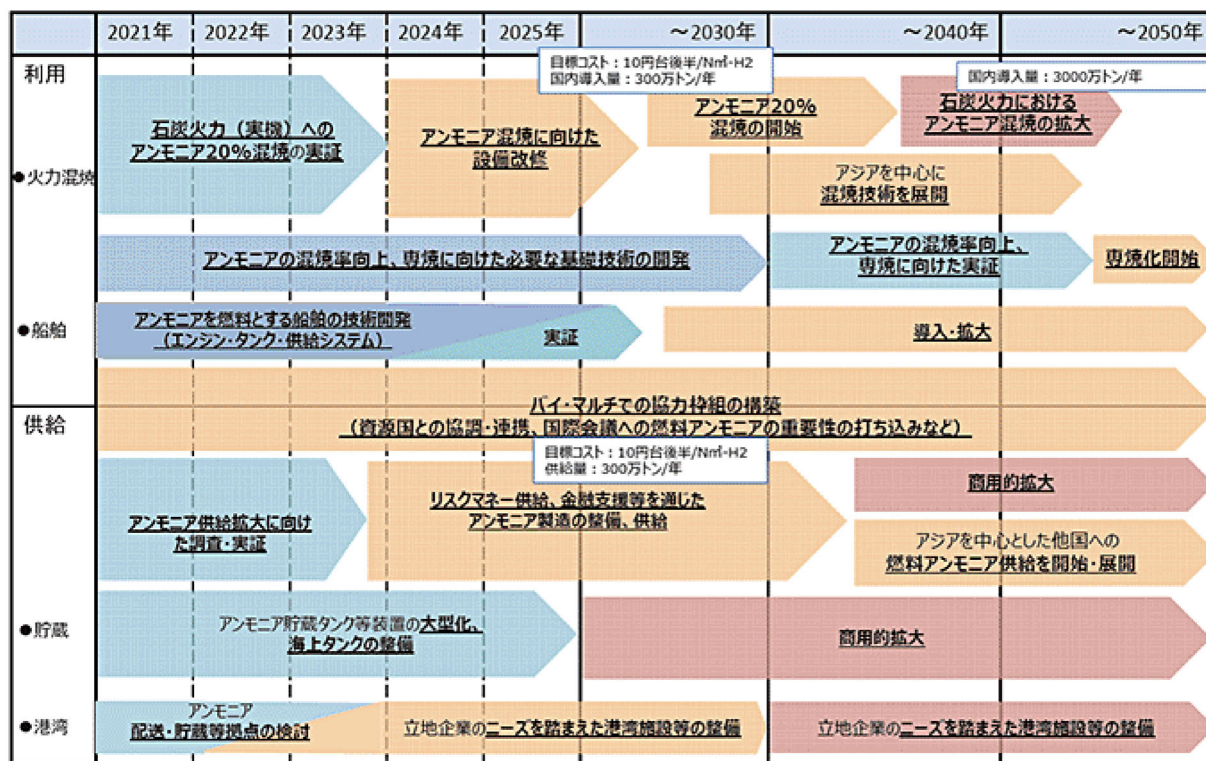 2021年 2022年 2023年 2024年 2025年 ～2030年 ～2040年 ～2050年
利用
目標コスト：10円台後半/Nm³-H2
国内導入量：300万トン/年
国内導入量：3000万トン/年
●火力混焼
石炭火力（実機）への
アンモニア20％混焼の実証
アンモニア混焼に向けた
設備改修
アンモニア20％
混焼の開始
石炭火力における
アンモニア混焼の拡大
アジアを中心に
混焼技術を展開
アンモニアの混焼率向上、専焼に向けた必要な基礎技術の開発
アンモニアの混焼率向上、
専焼に向けた実証
専焼化開始
●船舶
アンモニアを燃料とする船舶の技術開発
（エンジン・タンク・供給システム）
実証
導入・拡大
供給
バイ・マルチでの協力枠組の構築
（資源国との協調・連携、国際会議への燃料アンモニアの重要性の打ち込みなど）
目標コスト：10円台後半/Nm³-H2
供給量：300万トン/年
アンモニア供給拡大に向け
た調査・実証
リスクマネー供給、金融支援等を通じた
アンモニア製造の整備、供給
商用的拡大
アジアを中心とした他国への
燃料アンモニア供給を開始・展開
●貯蔵
アンモニア貯蔵タンク等装置の大型化、
海上タンクの整備
商用的拡大
●港湾
アンモニア
配送・貯蔵等拠点の検討
立地企業のニーズを踏まえた港湾施設等の整備
立地企業のニーズを踏まえた港湾施設等の整備